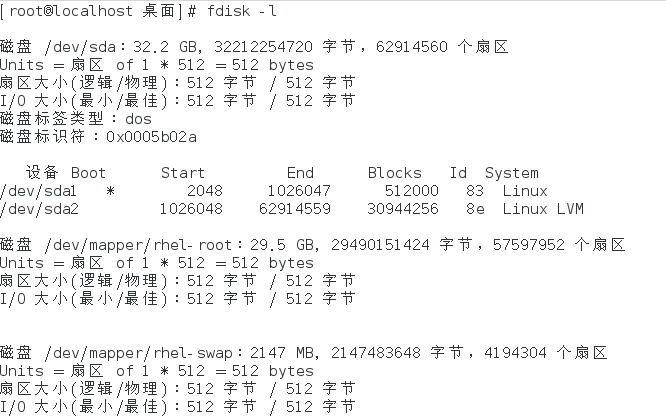 [root@localhost 桌面]# fdisk -l
磁盘 /dev/sda：32.2 GB, 32212254720 字节，62914560 个扇区
Units = 扇区 of 1 * 512 = 512 bytes
扇区大小(逻辑/物理)：512 字节 / 512 字节
I/O 大小(最小/最佳)：512 字节 / 512 字节
磁盘标签类型：dos
磁盘标识符：0x0005b02a
设备 Boot Start End Blocks Id System
/dev/sda1 * 2048 1026047 512000 83 Linux
/dev/sda2 1026048 62914559 30944256 8e Linux LVM
磁盘 /dev/mapper/rhel-root：29.5 GB, 29490151424 字节，57597952 个扇区
Units = 扇区 of 1 * 512 = 512 bytes
扇区大小(逻辑/物理)：512 字节 / 512 字节
I/O 大小(最小/最佳)：512 字节 / 512 字节
磁盘 /dev/mapper/rhel-swap：2147 MB, 2147483648 字节，4194304 个扇区
Units = 扇区 of 1 * 512 = 512 bytes
扇区大小(逻辑/物理)：512 字节 / 512 字节
I/O 大小(最小/最佳)：512 字节 / 512 字节